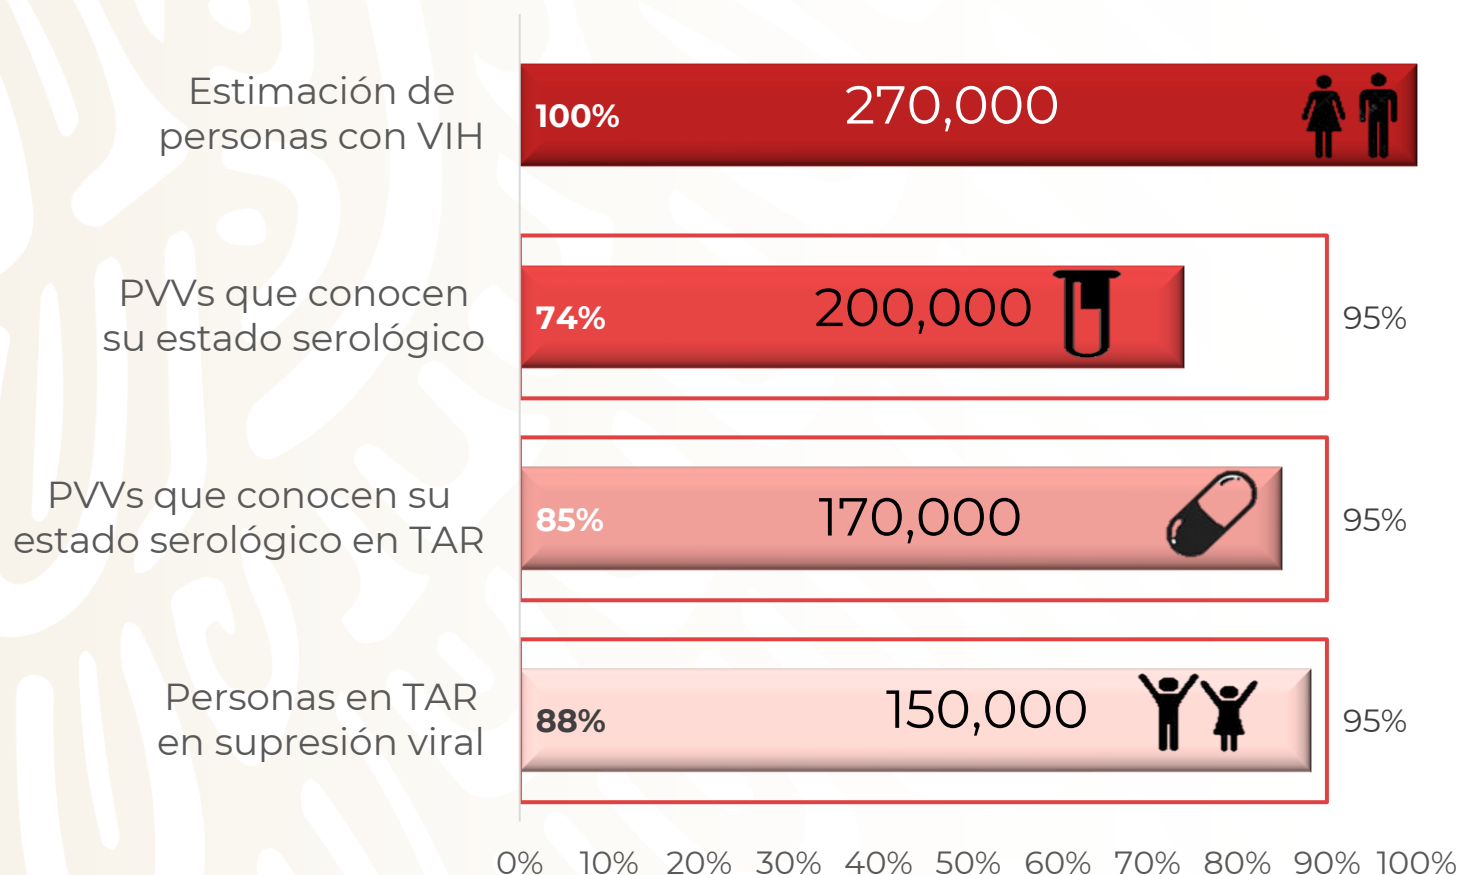 Estimación de
personas con VIH
100%
270,000
PVVs que conocen
su estado serológico
74%
200,000
95%
PVVs que conocen su
estado serológico en TAR
85%
170,000
95%
Personas en TAR
en supresión viral
88%
150,000
95%
0% 10% 20% 30% 40% 50% 60% 70% 80% 90% 100%